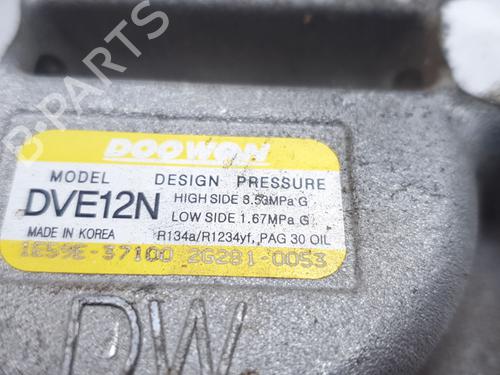 DOOWON
MODEL DESIGN PRESSURE
DVE12N HIGH SIDE 3.53MPa G
LOW SIDE 1.67MPa G
MADE IN KOREA R134a/R1234yf, PAG 30 OIL
1E59E-37100 2G281-0053
DW
B-PARTS